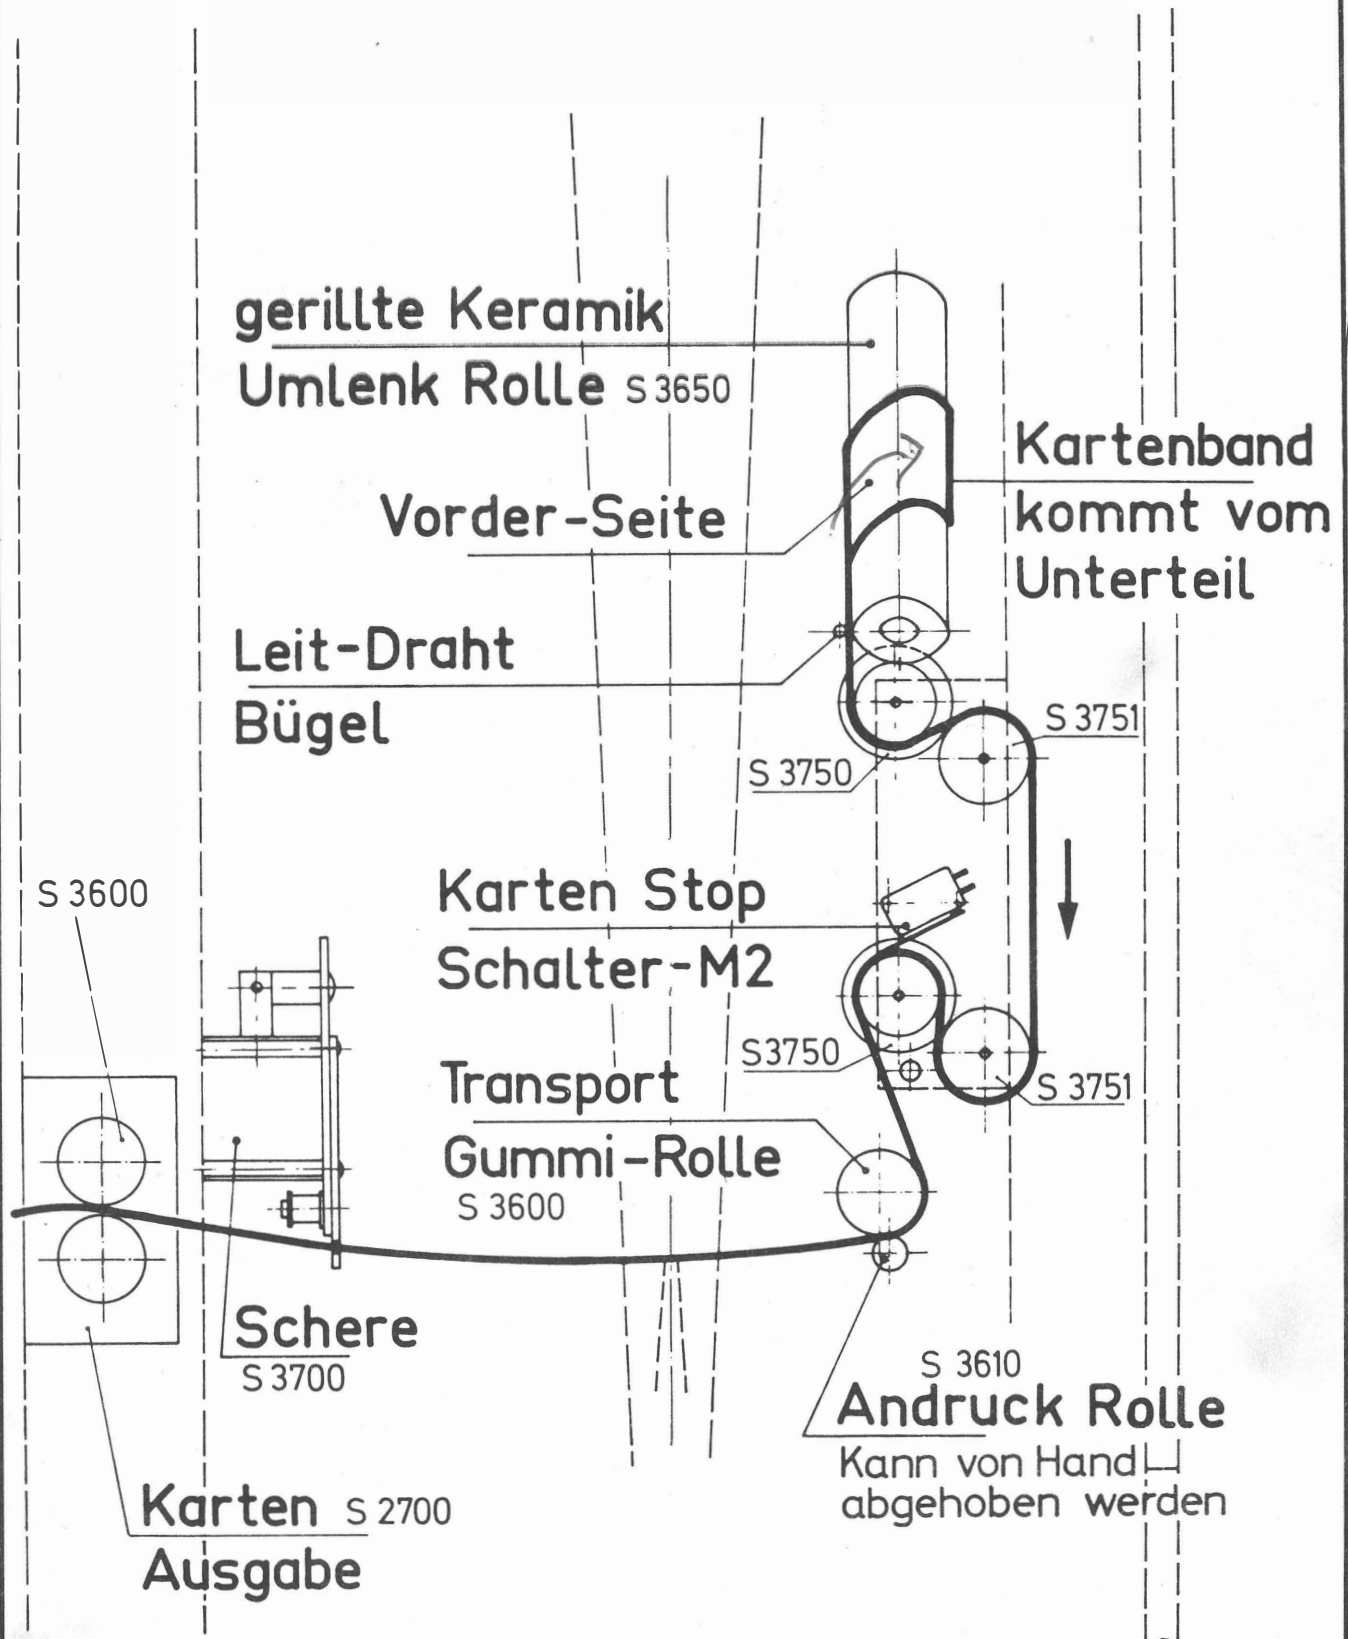 gerillte Keramik
Umlenk Rolle S 3650
Kartenband
kommt vom
Unterteil
Vorder-Seite
Leit-Draht
Bügel
S 3751
S 3750
Karten Stop
Schalter-M2
S 3600
S3750
S 3751
Transport
Gummi-Rolle
S 3600
Schere
S 3700
S 3610
Andruck Rolle
Kann von Hand
abgehoben werden
Karten S 2700
Ausgabe